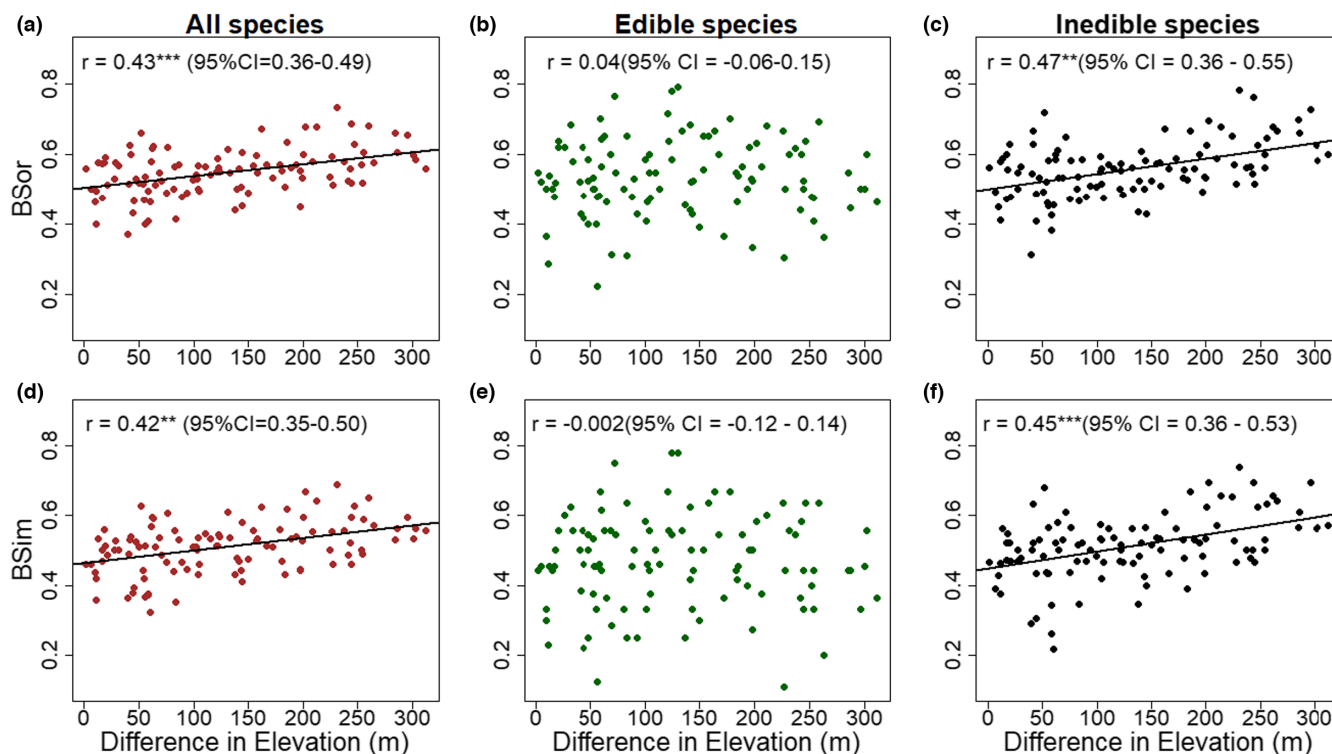 (a) All species
r = 0.43*** (95%CI=0.36-0.49)
BSor
0.8
0.6
0.4
0.2
0 50 100 150 200 250 300
(b) Edible species
r = 0.04(95% CI = -0.06-0.15)
0.8
0.6
0.4
0.2
0 50 100 150 200 250 300
(c) Inedible species
r = 0.47**(95% CI = 0.36 - 0.55)
0.8
0.6
0.4
0.2
0 50 100 150 200 250 300
(d)
r = 0.42** (95%CI=0.35-0.50)
BSim
0.8
0.6
0.4
0.2
0 50 100 150 200 250 300
Difference in Elevation (m)
(e)
r = -0.002(95% CI = -0.12 - 0.14)
0.8
0.6
0.4
0.2
0 50 100 150 200 250 300
Difference in Elevation (m)
(f)
r = 0.45***(95% CI = 0.36 - 0.53)
0.8
0.6
0.4
0.2
0 50 100 150 200 250 300
Difference in Elevation (m)